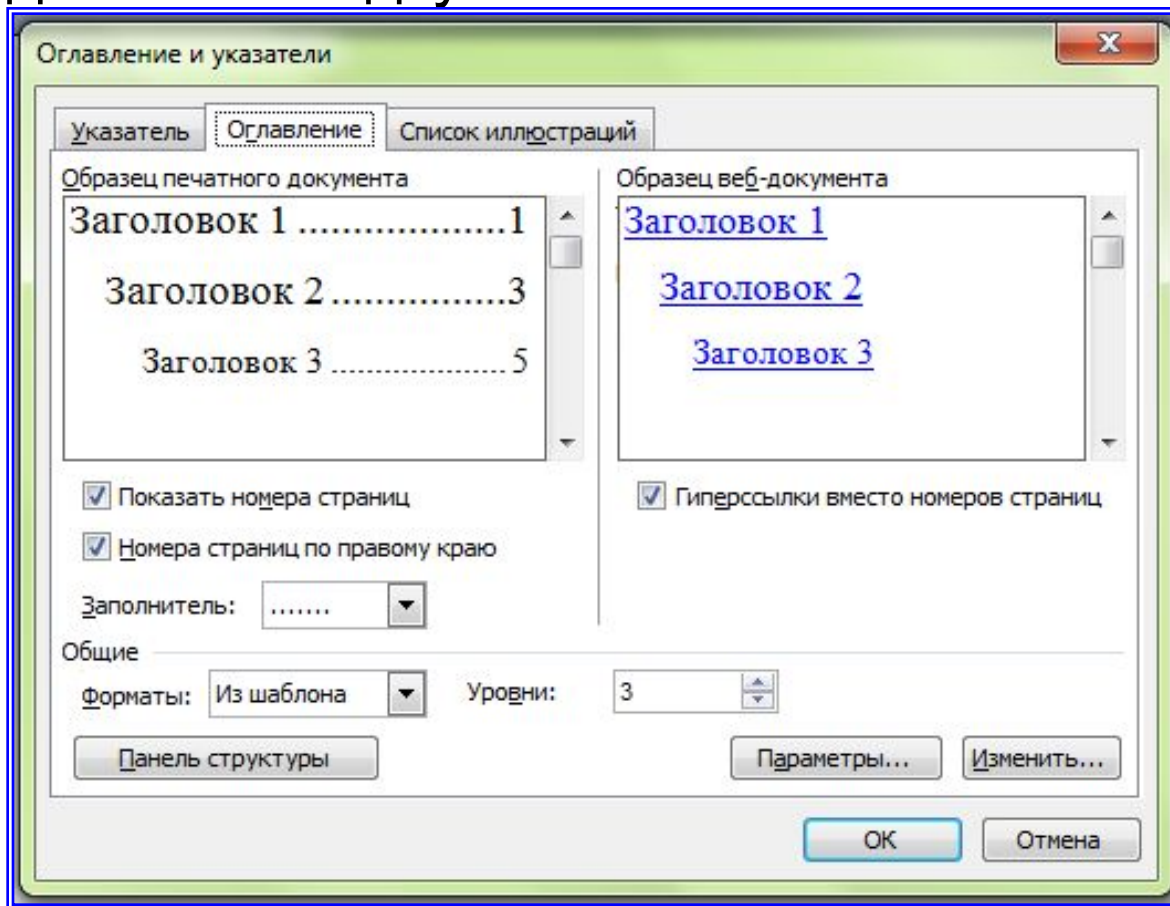 Оглавление и указатели
Указатель Оглавление Список иллюстраций
Образец печатного документа
Заголовок 1 ...................1
Заголовок 2 ................3
Заголовок 3 .................... 5
Образец веб-документа
Заголовок 1
Заголовок 2
Заголовок 3
Показать номера страниц
Номера страниц по правому краю
Заполнитель: .......
Гиперссылки вместо номеров страниц
Общие
Форматы: Из шаблона Уровни: 3
Панель структуры Параметры... Изменить...
ОК Отмена